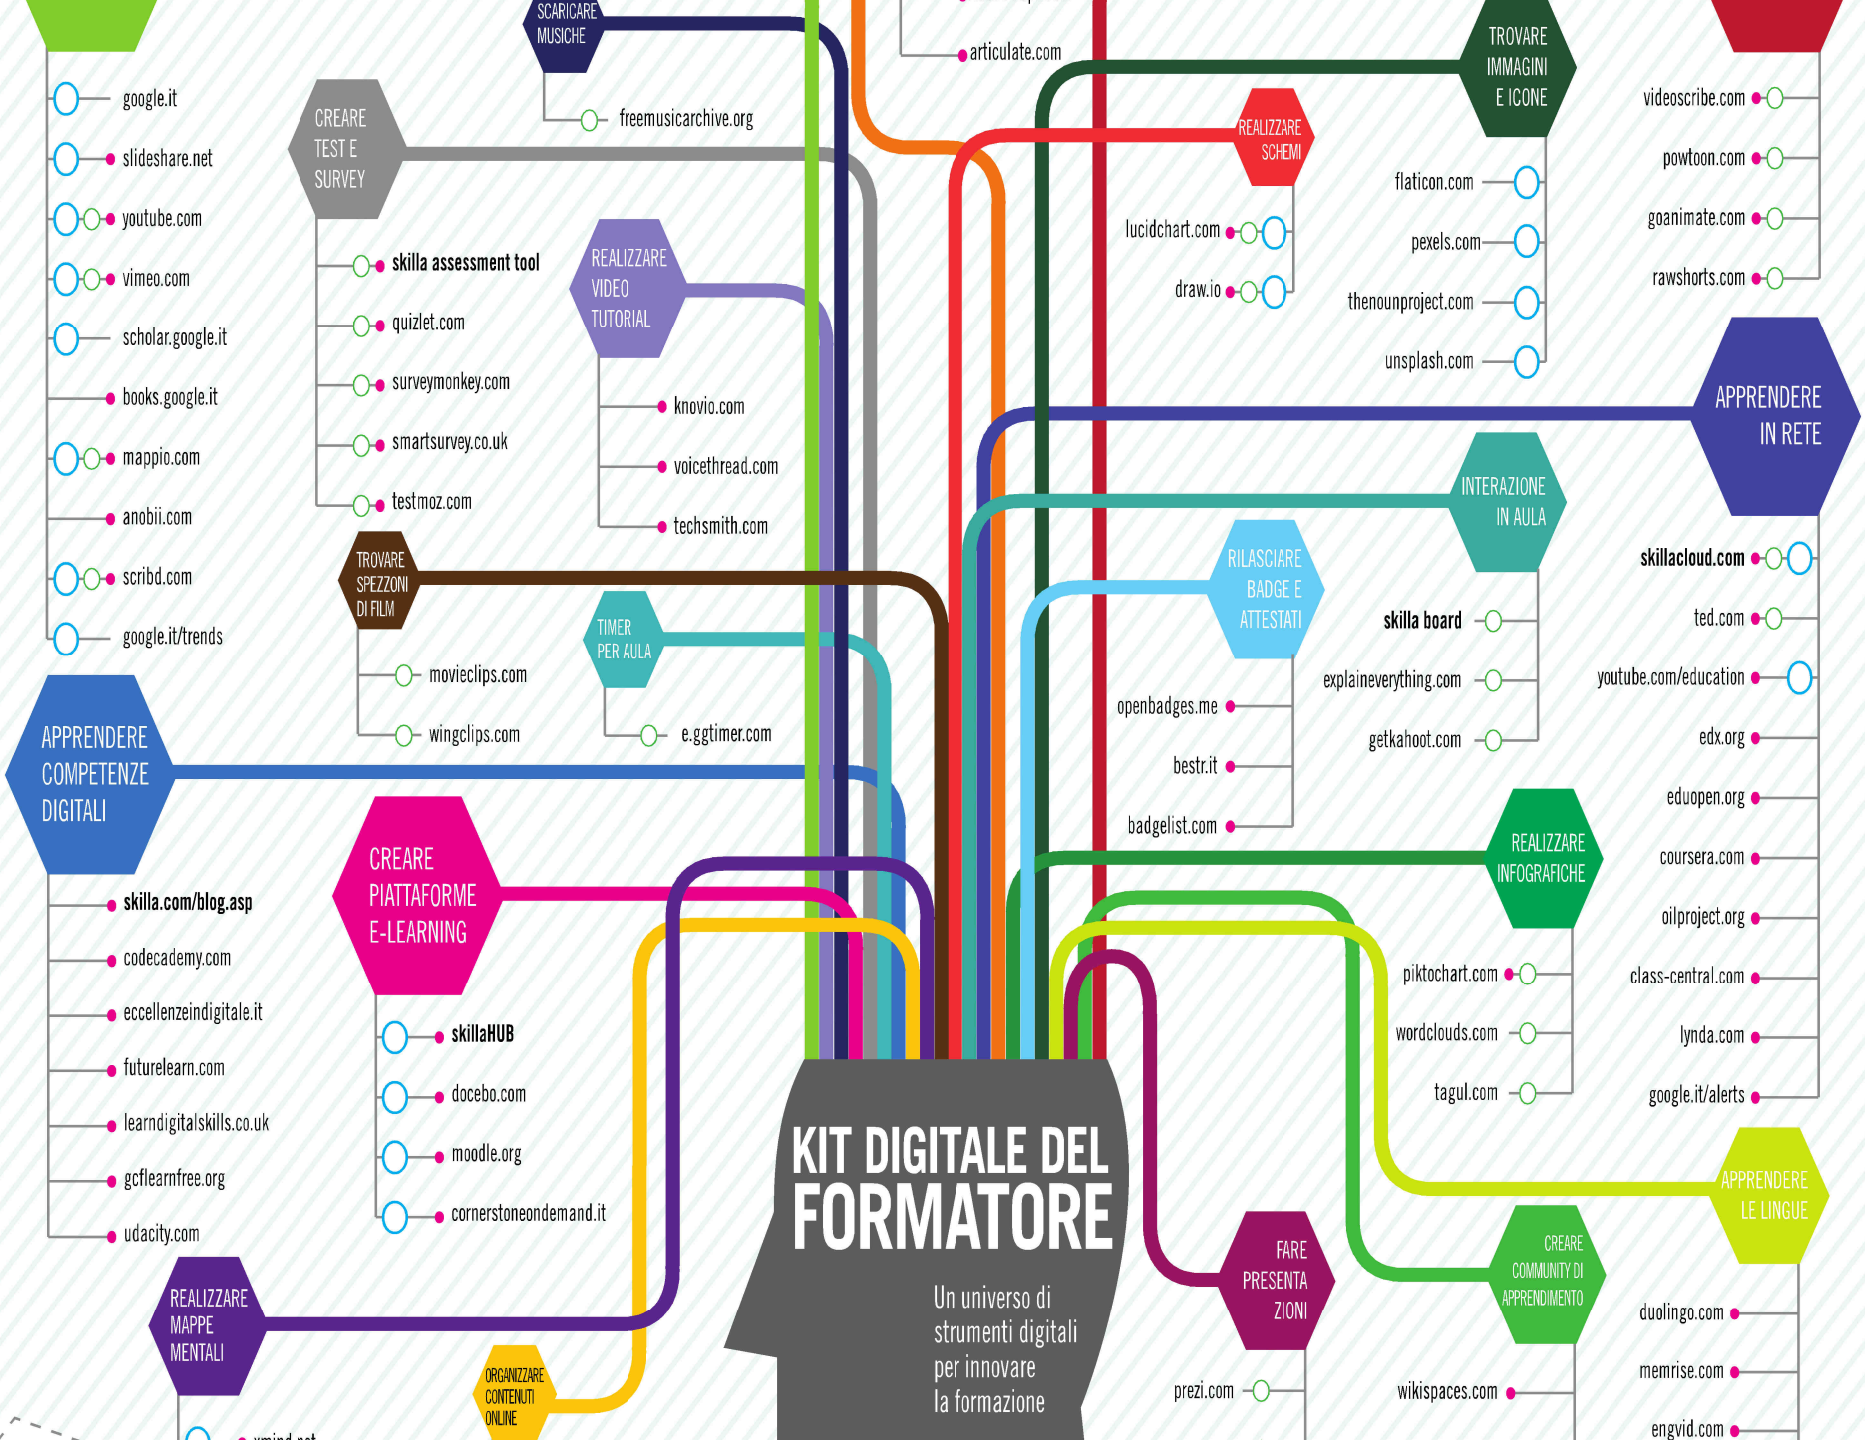 google.it
slideshare.net
youtube.com
vimeo.com
scholar.google.it
books.google.it
mappio.com
anobii.com
scribd.com
google.it/trends
SCARICARE
MUSICHE
freemusicarchive.org
CREARE
TEST E
SURVEY
skilla assessment tool
quizlet.com
surveymonkey.com
smartsurvey.co.uk
testmoz.com
REALIZZARE
VIDEO
TUTORIAL
knovio.com
voicethread.com
techsmith.com
TROVARE
SPEZZONI
DI FILM
movieclips.com
wingclips.com
TIMER
PER AULA
e.ggtimer.com
APPRENDERE
COMPETENZE
DIGITALI
skilla.com/blog.asp
codecademy.com
eccellenzeindigitale.it
futurelearn.com
learndigitalskills.co.uk
gcflearnfree.org
udacity.com
CREARE
PIATTAFORME
E-LEARNING
skillaHUB
docebo.com
moodle.org
cornerstoneondemand.it
REALIZZARE
MAPPE
MENTALI
ORGANIZZARE
CONTENUTI
ONLINE
articulate.com
REALIZZARE
SCHEMI
lucidchart.com
draw.io
TROVARE
IMMAGINI
E ICONE
flaticon.com
pexels.com
thenounproject.com
unsplash.com
videoscribe.com
powtoon.com
goanimate.com
rawshorts.com
APPRENDERE
IN RETE
skillacloud.com
ted.com
youtube.com/education
edx.org
eduopen.org
coursera.com
oilproject.org
class-central.com
lynda.com
google.it/alerts
INTERAZIONE
IN AULA
skilla board
explaineverything.com
getkahoot.com
RILASCIARE
BADGE E
ATTESTATI
openbadges.me
bestr.it
badgelist.com
REALIZZARE
INFOGRAFICHE
piktochart.com
wordclouds.com
tagul.com
KIT DIGITALE DEL
FORMATORE
Un universo di
strumenti digitali
per innovare
la formazione
FARE
PRESENTA
ZIONI
prezi.com
CREARE
COMMUNITY DI
APPRENDIMENTO
wikispaces.com
APPRENDERE
LE LINGUE
duolingo.com
memrise.com
engvid.com